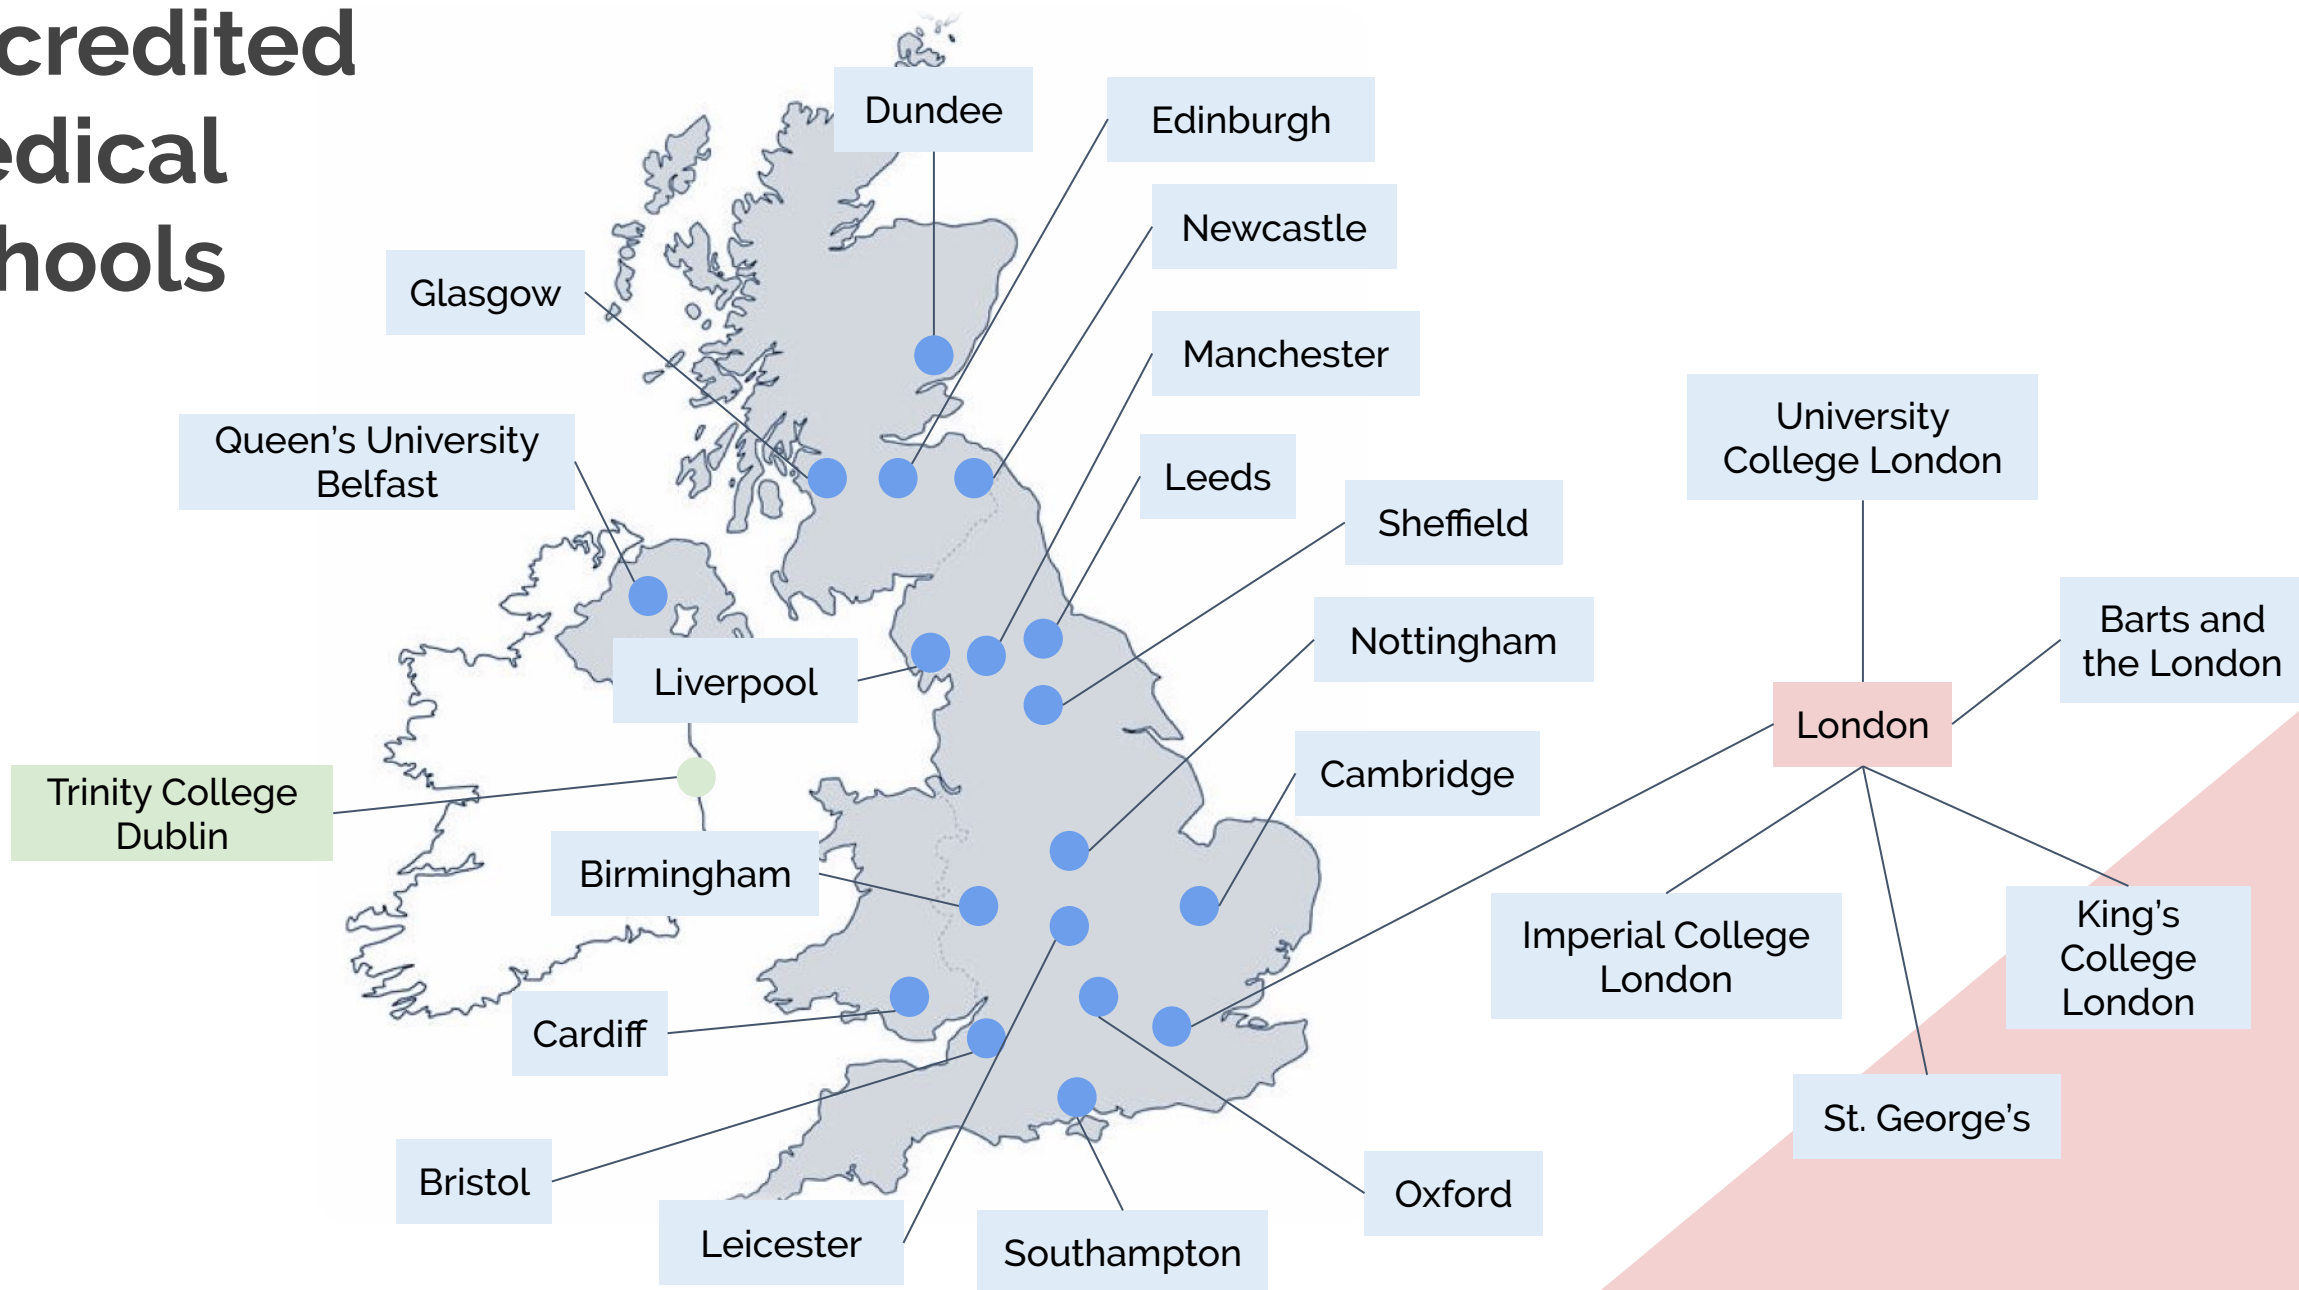 credited
edical
hools
Dundee
Edinburgh
Newcastle
Glasgow
Manchester
Queen's University
Belfast
Leeds
Sheffield
University
College London
Nottingham
Barts and
the London
Liverpool
London
Trinity College
Dublin
Cambridge
Birmingham
Imperial College
London
King's
College
London
Cardiff
St. George's
Bristol
Oxford
Leicester
Southampton